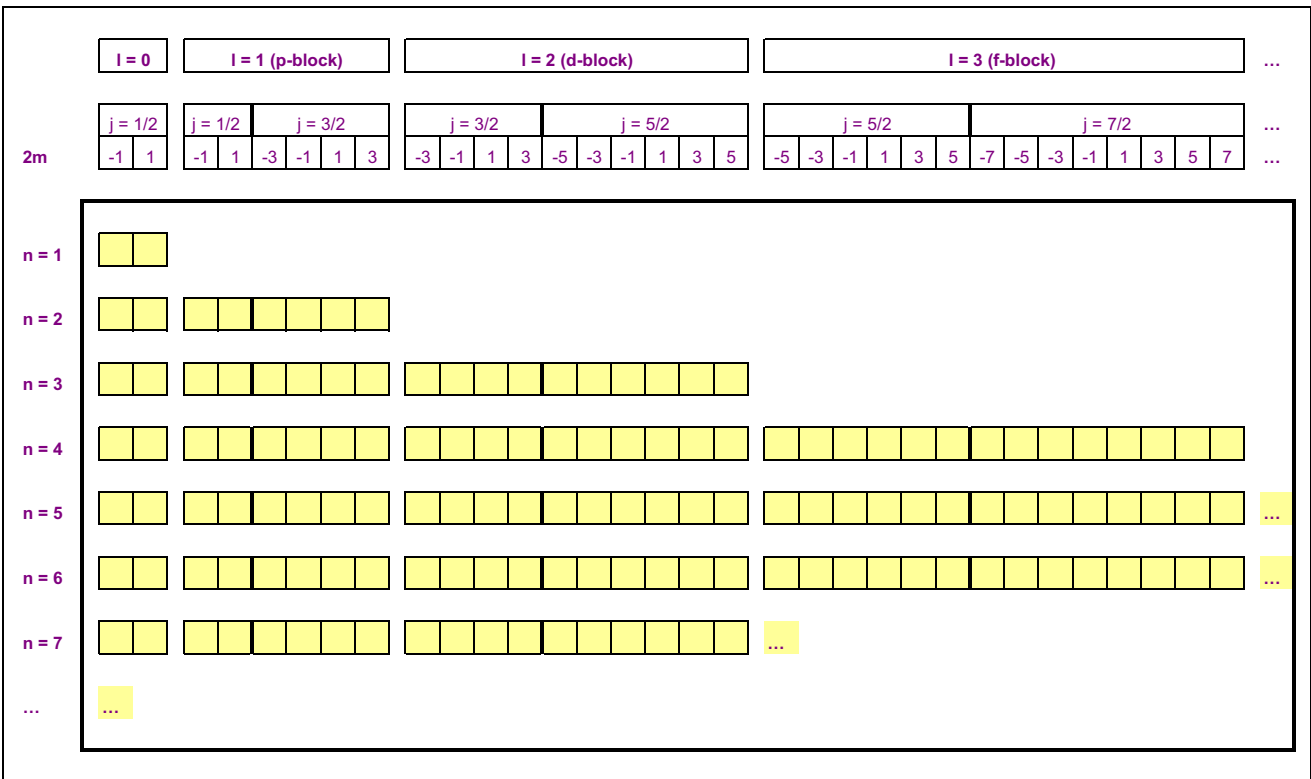 l = 0 l = 1 (p-block) l = 2 (d-block) l = 3 (f-block) …
j = 1/2 j = 1/2 j = 3/2 j = 3/2 j = 5/2 j = 5/2 j = 7/2 …
2m -1 1 -1 1 -3 -1 1 3 -3 -1 1 3 -5 -3 -1 1 3 5 -5 -3 -1 1 3 5 -7 -5 -3 -1 1 3 5 7 …
n = 1
n = 2
n = 3
n = 4
n = 5 …
n = 6 …
n = 7 …
… …